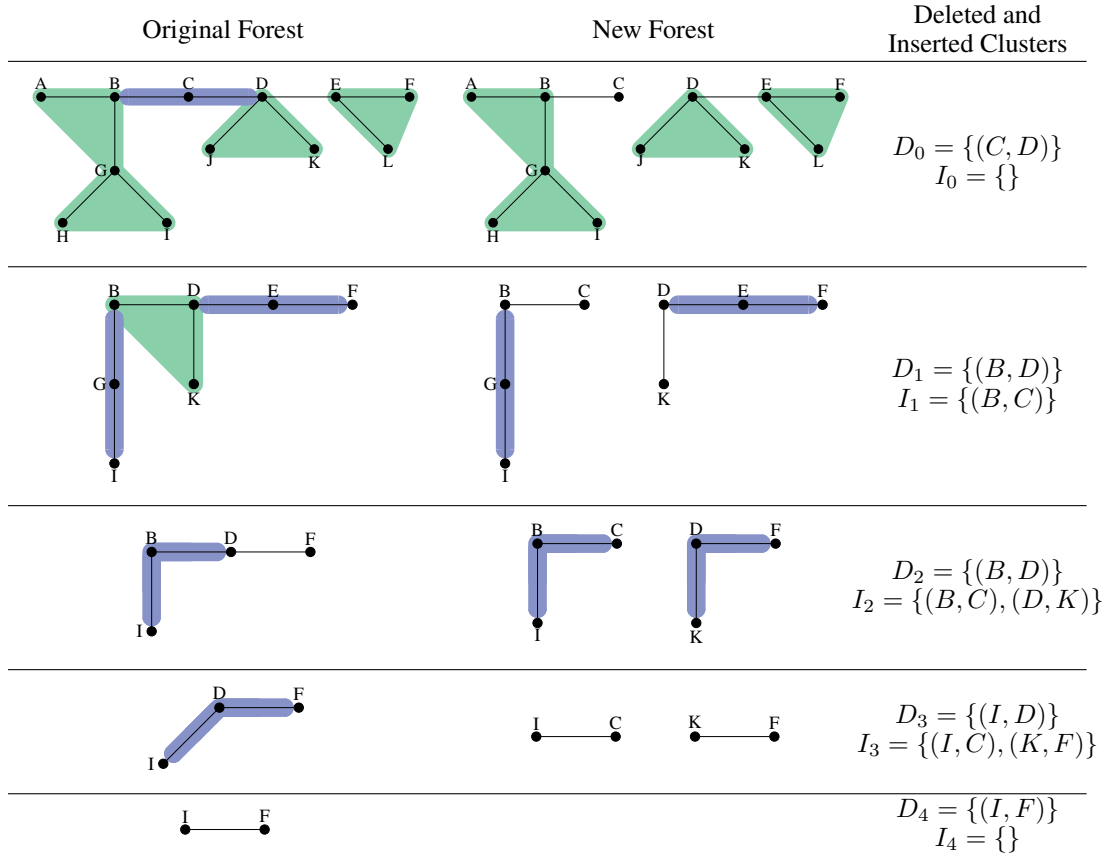 Original Forest
New Forest
Deleted and
Inserted Clusters
A B C D E F
G J K L
H I
A B C D E F
G J K L
H I
D_0 = {(C, D)}
I_0 = {}
B D E F
G K
I
B C D E F
G K
I
D_1 = {(B, D)}
I_1 = {(B, C)}
B D F
I
B C D F
I K
D_2 = {(B, D)}
I_2 = {(B, C), (D, K)}
D F
I
I C K F
D_3 = {(I, D)}
I_3 = {(I, C), (K, F)}
I F
D_4 = {(I, F)}
I_4 = {}